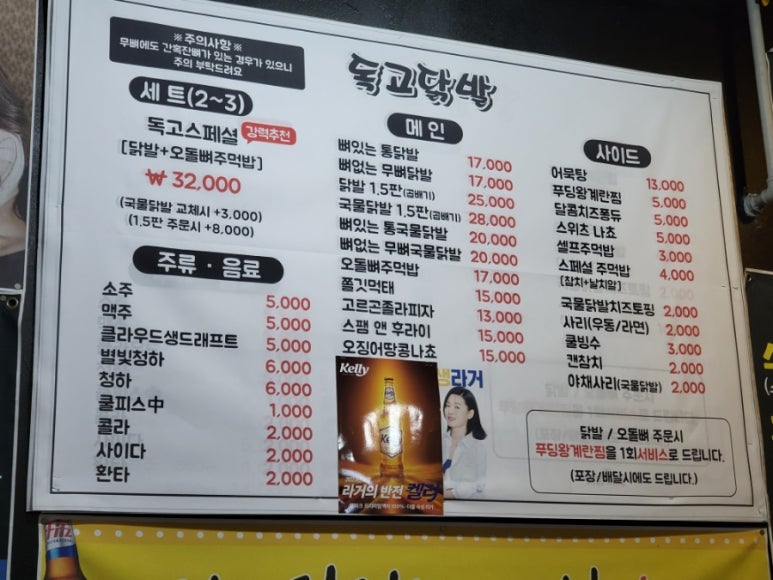 ※ 주의사항 ※
무뼈에도 간혹잔뼈가 있는 경우가 있으니
주의 부탁드려요
독고닭발
세트(2~3)
독고스페셜 강력추천
[닭발+오돌뼈주먹밥]
₩ 32,000
(국물닭발 교체시 +3,000)
(1.5판 주문시 +8,000)
주류 · 음료
소주 5,000
맥주 5,000
클라우드생드래프트 5,000
별빛청하 6,000
청하 6,000
쿨피스中 1,000
콜라 2,000
사이다 2,000
환타 2,000
메인
뼈있는 통닭발 17,000
뼈없는 무뼈닭발 17,000
닭발 1.5판(곱배기) 25,000
국물닭발 1.5판(곱배기) 28,000
뼈있는 통국물닭발 20,000
뼈없는 무뼈국물닭발 20,000
오돌뼈주먹밥 17,000
쫄깃먹태 15,000
고르곤졸라피자 13,000
스팸 앤 후라이 15,000
오징어땅콩나쵸 15,000
Kelly
Kelly
라거의 반전 켈리
생라거
사이드
어묵탕 13,000
푸딩왕계란찜 5,000
달콤치즈퐁듀 5,000
스위츠 나쵸 5,000
셀프주먹밥 3,000
스페셜 주먹밥 4,000
[참치+날치알]
국물닭발치즈토핑 2,000
사리(우동/라면) 2,000
쿨빙수 3,000
캔참치 2,000
야채사리(국물닭발) 2,000
닭발 / 오돌뼈 주문시
푸딩왕계란찜을 1회서비스로 드립니다.
(포장/배달시에도 드립니다.)